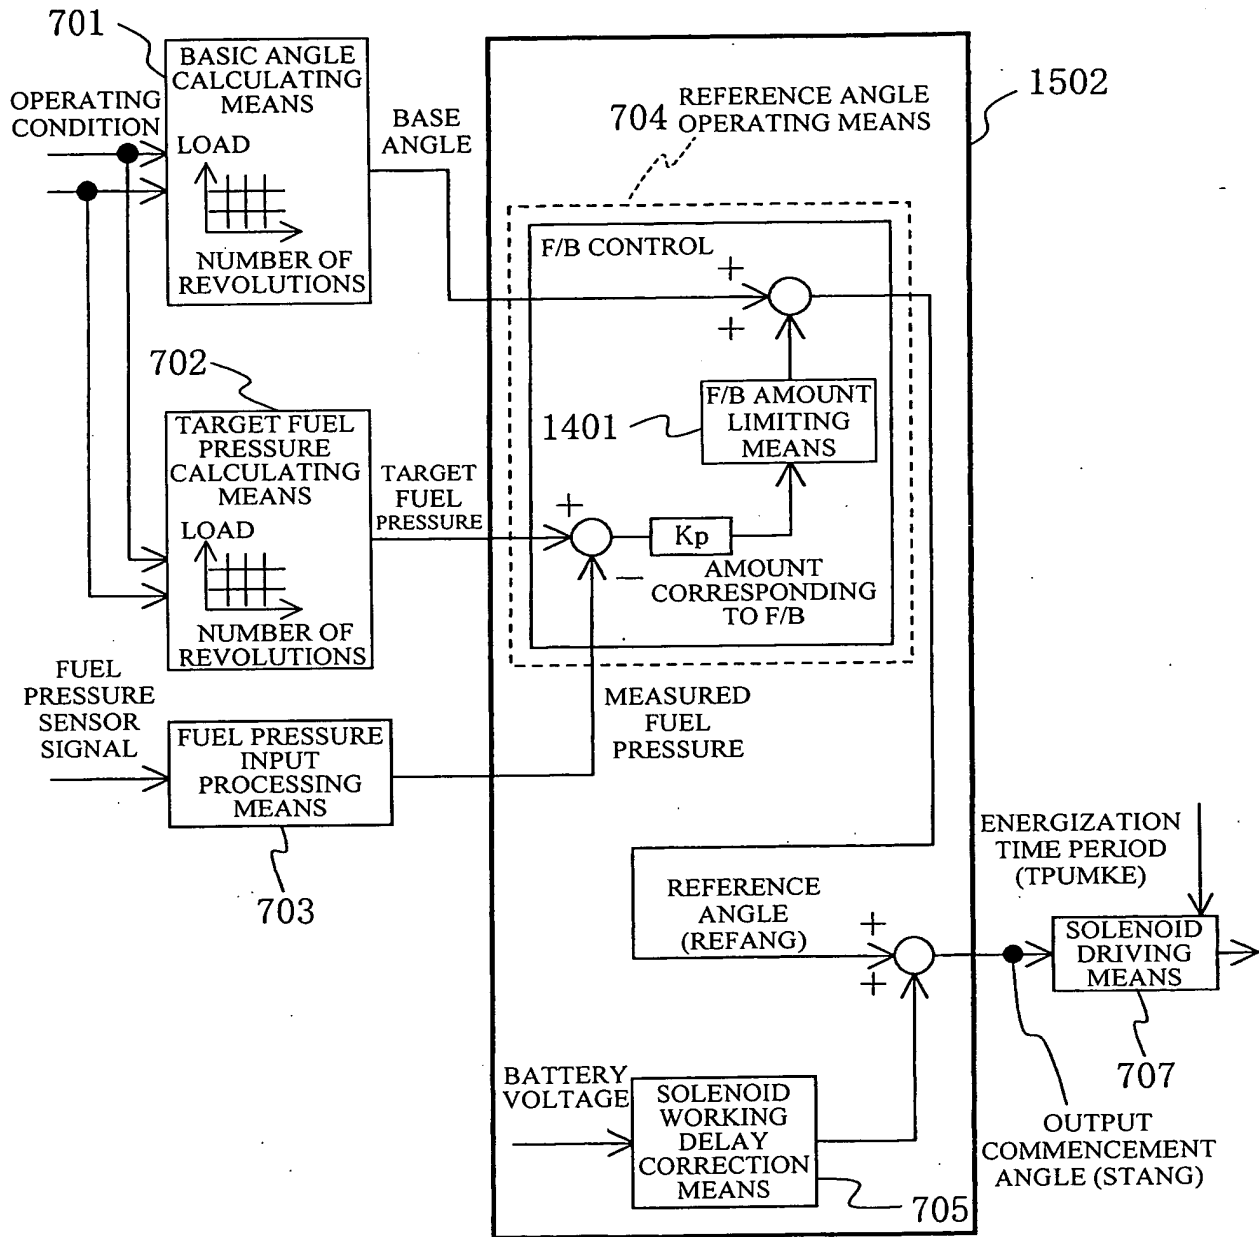 701
BASIC ANGLE
CALCULATING
MEANS
OPERATING
CONDITION
LOAD
NUMBER OF
REVOLUTIONS
BASE
ANGLE
704
REFERENCE ANGLE
OPERATING MEANS
1502
F/B CONTROL
+
+
F/B AMOUNT
LIMITING
MEANS
1401
702
TARGET FUEL
PRESSURE
CALCULATING
MEANS
LOAD
NUMBER OF
REVOLUTIONS
TARGET
FUEL
PRESSURE
+
Kp
−
AMOUNT
CORRESPONDING
TO F/B
FUEL
PRESSURE
SENSOR
SIGNAL
FUEL PRESSURE
INPUT
PROCESSING
MEANS
703
MEASURED
FUEL
PRESSURE
REFERENCE
ANGLE
(REFANG)
+
+
ENERGIZATION
TIME PERIOD
(TPUMKE)
SOLENOID
DRIVING
MEANS
707
BATTERY
VOLTAGE
SOLENOID
WORKING
DELAY
CORRECTION
MEANS
705
OUTPUT
COMMENCEMENT
ANGLE (STANG)